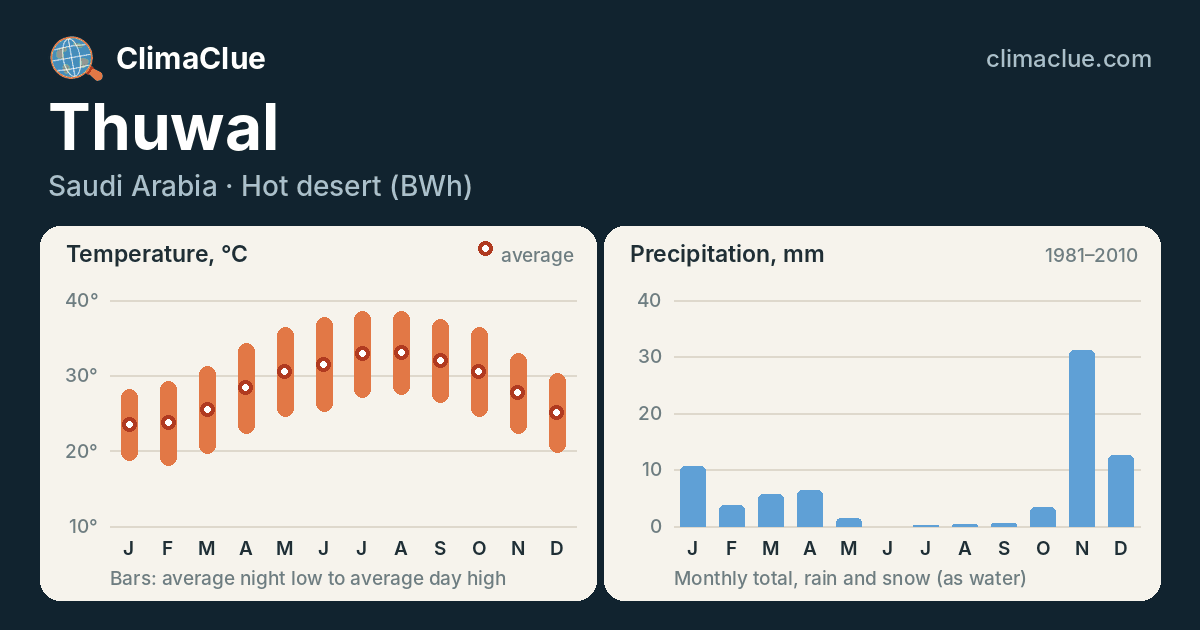 ClimaClue
climaclue.com
Thuwal
Saudi Arabia · Hot desert (BWh)
Temperature, °C
average
40°
30°
20°
10°
J F M A M J J A S O N D
Bars: average night low to average day high
Precipitation, mm
1981–2010
40
30
20
10
0
J F M A M J J A S O N D
Monthly total, rain and snow (as water)